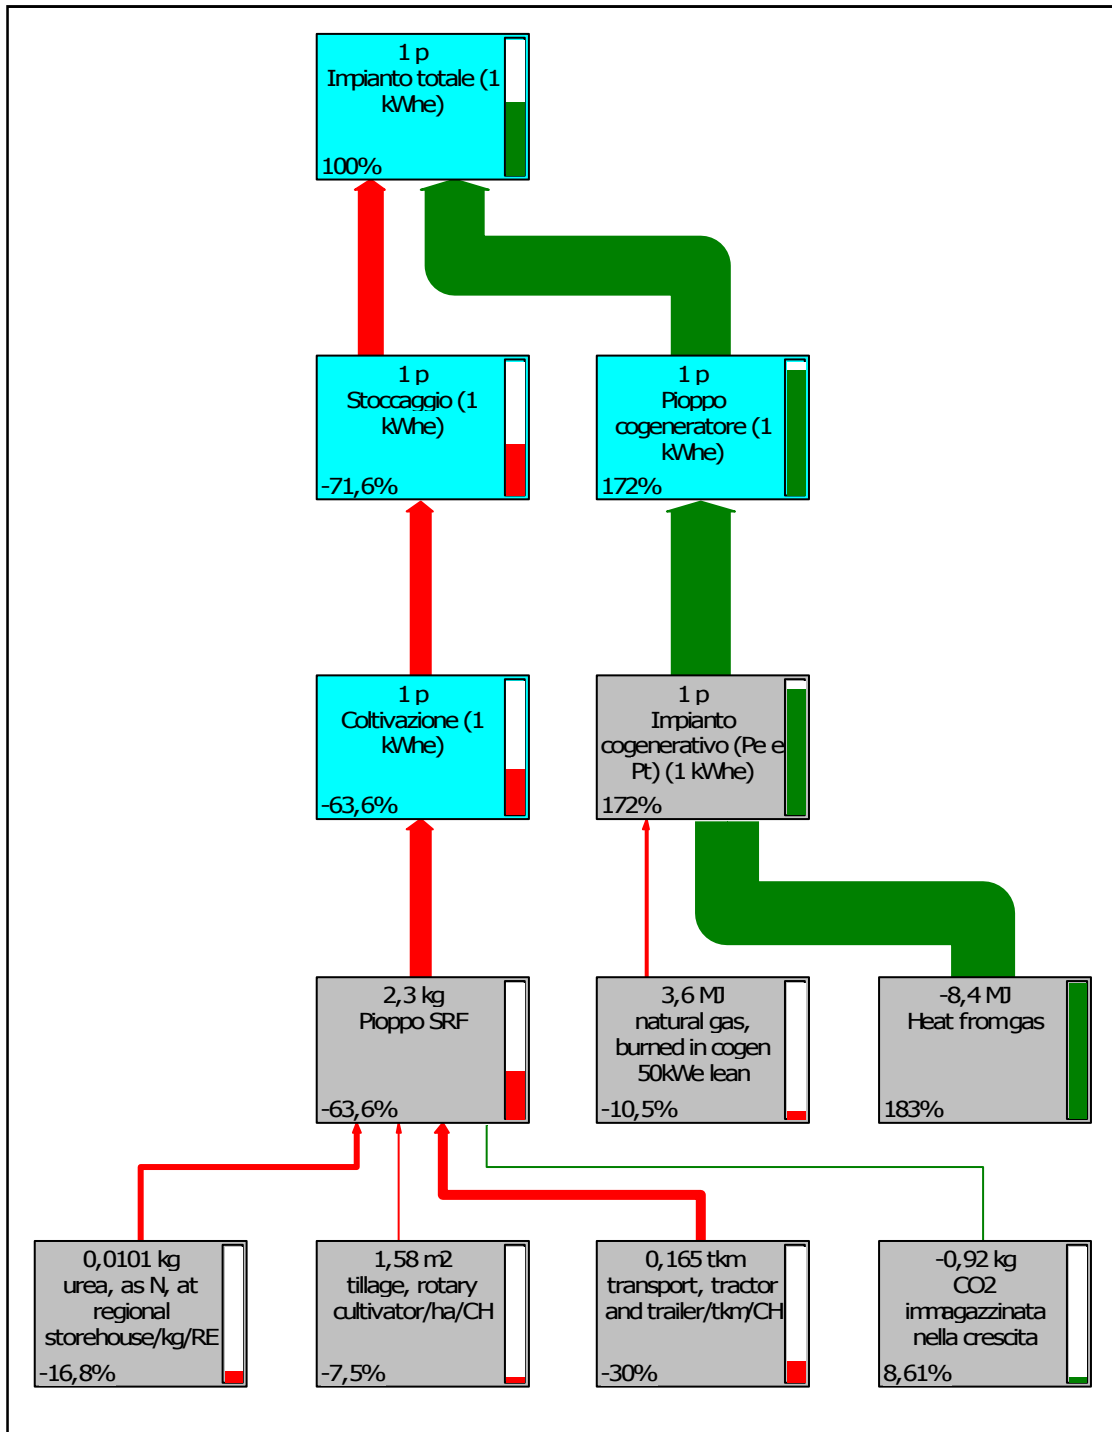 1 p
Impianto totale (1
kWhe)
100%
1 p
Stoccaggio (1
kWhe)
-71,6%
1 p
Pioppo
cogeneratore (1
kWhe)
172%
1 p
Coltivazione (1
kWhe)
-63,6%
1 p
Impianto
cogenerativo (Pe e
Pt) (1 kWhe)
172%
2,3 kg
Pioppo SRF
-63,6%
3,6 MJ
natural gas,
burned in cogen
50kWe lean
-10,5%
-8,4 MJ
Heat from gas
183%
0,0101 kg
urea, as N, at
regional
storehouse/kg/RE
-16,8%
1,58 m2
tillage, rotary
cultivator/ha/CH
-7,5%
0,165 tkm
transport, tractor
and trailer/tkm/CH
-30%
-0,92 kg
CO2
immagazzinata
nella crescita
8,61%